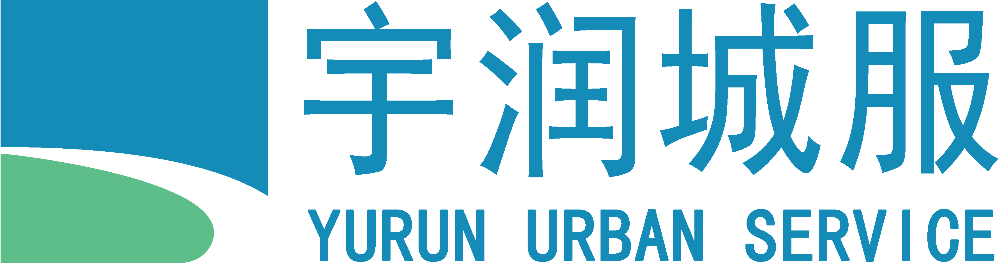 宇润城服
YURUN URBAN SERVICE